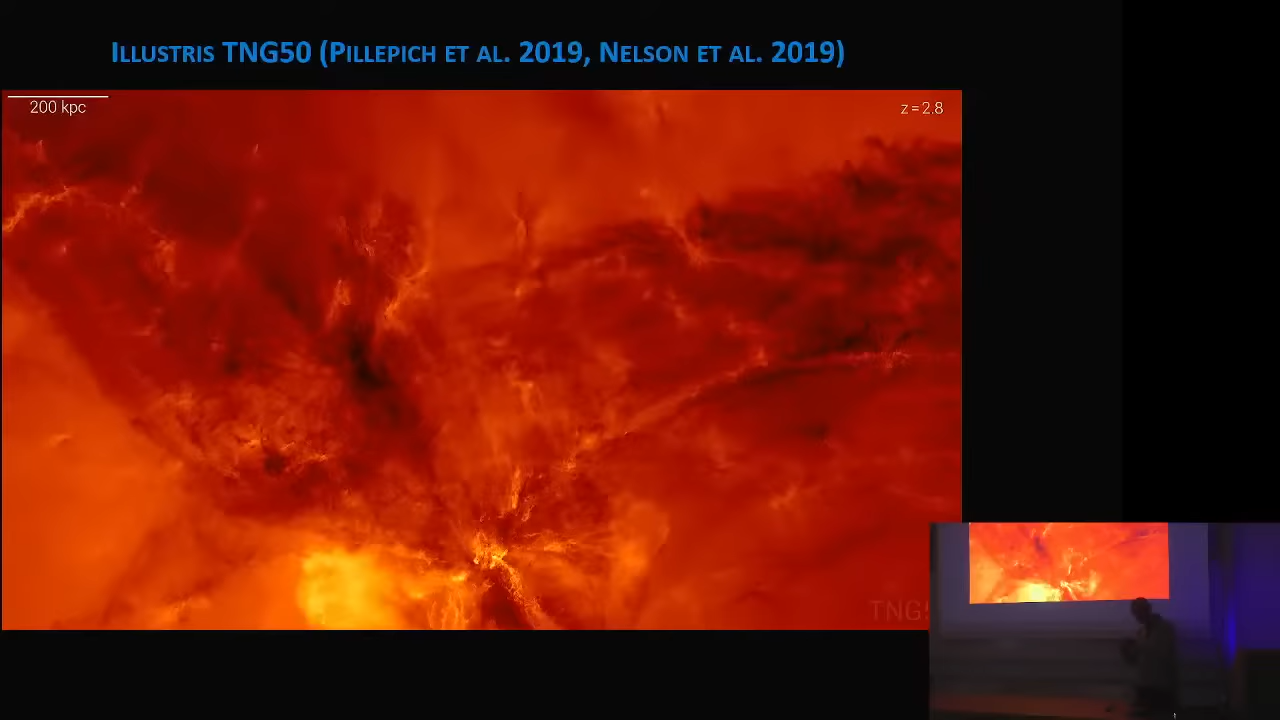 ILLUSTRIS TNG50 (PILLEPICH ET AL. 2019, NELSON ET AL. 2019)
200 kpc
z=2.8